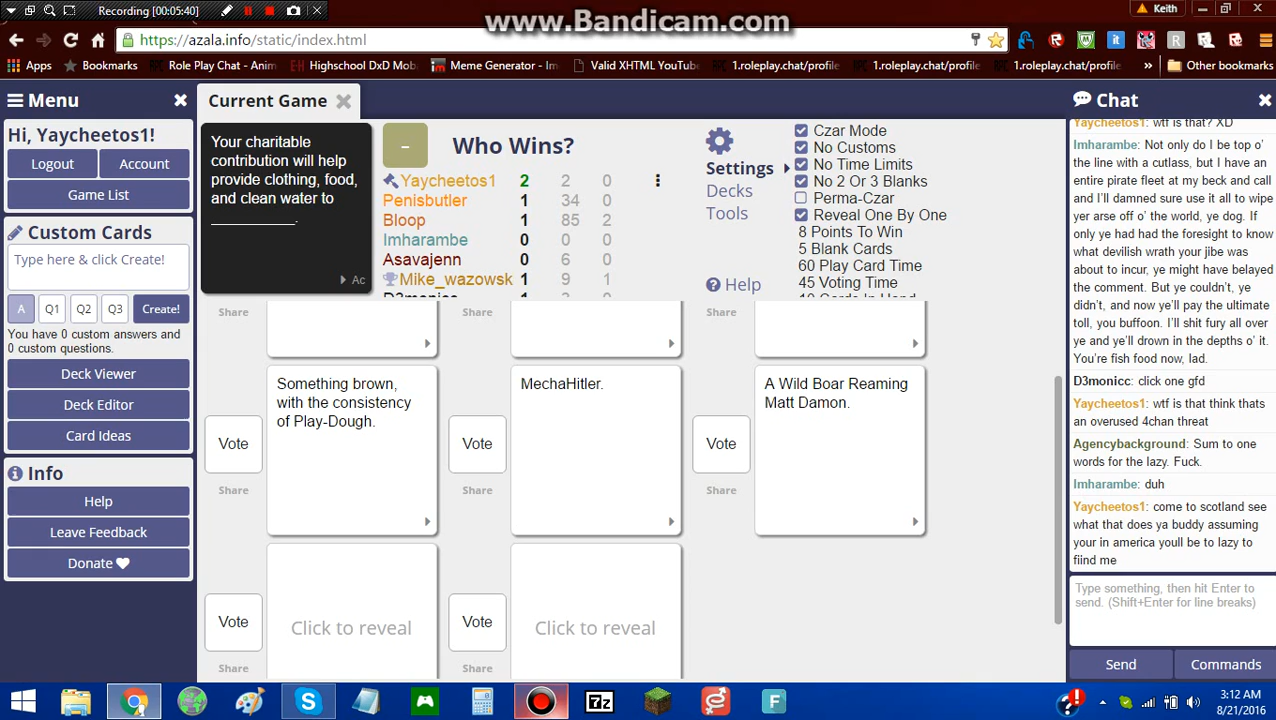 Recording [00:05:40]
www.Bandicam.com
Keith
https://azala.info/static/index.html
Apps
Bookmarks
Role Play Chat - Anim
Highschool DxD Mob
Meme Generator - Im
Valid XHTML YouTube
1.roleplay.chat/profile
1.roleplay.chat/profile
1.roleplay.chat/profile
»
Other bookmarks
Menu
Hi, Yaycheetos1!
Logout
Account
Game List
Custom Cards
Type here & click Create!
A
Q1
Q2
Q3
Create!
You have 0 custom answers and
0 custom questions.
Deck Viewer
Deck Editor
Card Ideas
Info
Help
Leave Feedback
Donate
Current Game
Your charitable
contribution will help
provide clothing, food,
and clean water to
___________.
Ac
Who Wins?
Yaycheetos1 2 2 0
Penisbutler 1 34 0
Bloop 1 85 2
Imharambe 0 0 0
Asavajenn 0 6 0
Mike_wazowsk 1 9 1
D3monicc 1 3 0
Settings
Decks
Tools
Help
Czar Mode
No Customs
No Time Limits
No 2 Or 3 Blanks
Perma-Czar
Reveal One By One
8 Points To Win
5 Blank Cards
60 Play Card Time
45 Voting Time
10 Cards In Hand
Share
Share
Share
Vote
Share
Something brown,
with the consistency
of Play-Dough.
Vote
Share
MechaHitler.
Vote
Share
A Wild Boar Reaming
Matt Damon.
Vote
Share
Click to reveal
Vote
Share
Click to reveal
Chat
Yaycheetos1: wtf is that? XD
Imharambe: Not only do I be top o'
the line with a cutlass, but I have an
entire pirate fleet at my beck and call
and I'll damned sure use it all to wipe
yer arse off o' the world, ye dog. If
only ye had had the foresight to know
what devilish wrath your jibe was
about to incur, ye might have belayed
the comment. But ye couldn't, ye
didn't, and now ye'll pay the ultimate
toll, you buffoon. I'll shit fury all over
ye and ye'll drown in the depths o' it.
You're fish food now, lad.
D3monicc: click one gfd
Yaycheetos1: wtf is that think thats
an overused 4chan threat
Agencybackground: Sum to one
words for the lazy. Fuck.
Imharambe: duh
Yaycheetos1: come to scotland see
what that does ya buddy assuming
your in america youll be to lazy to
fiind me
Type something, then hit Enter to
send. (Shift+Enter for line breaks)
Send
Commands
3:12 AM
8/21/2016